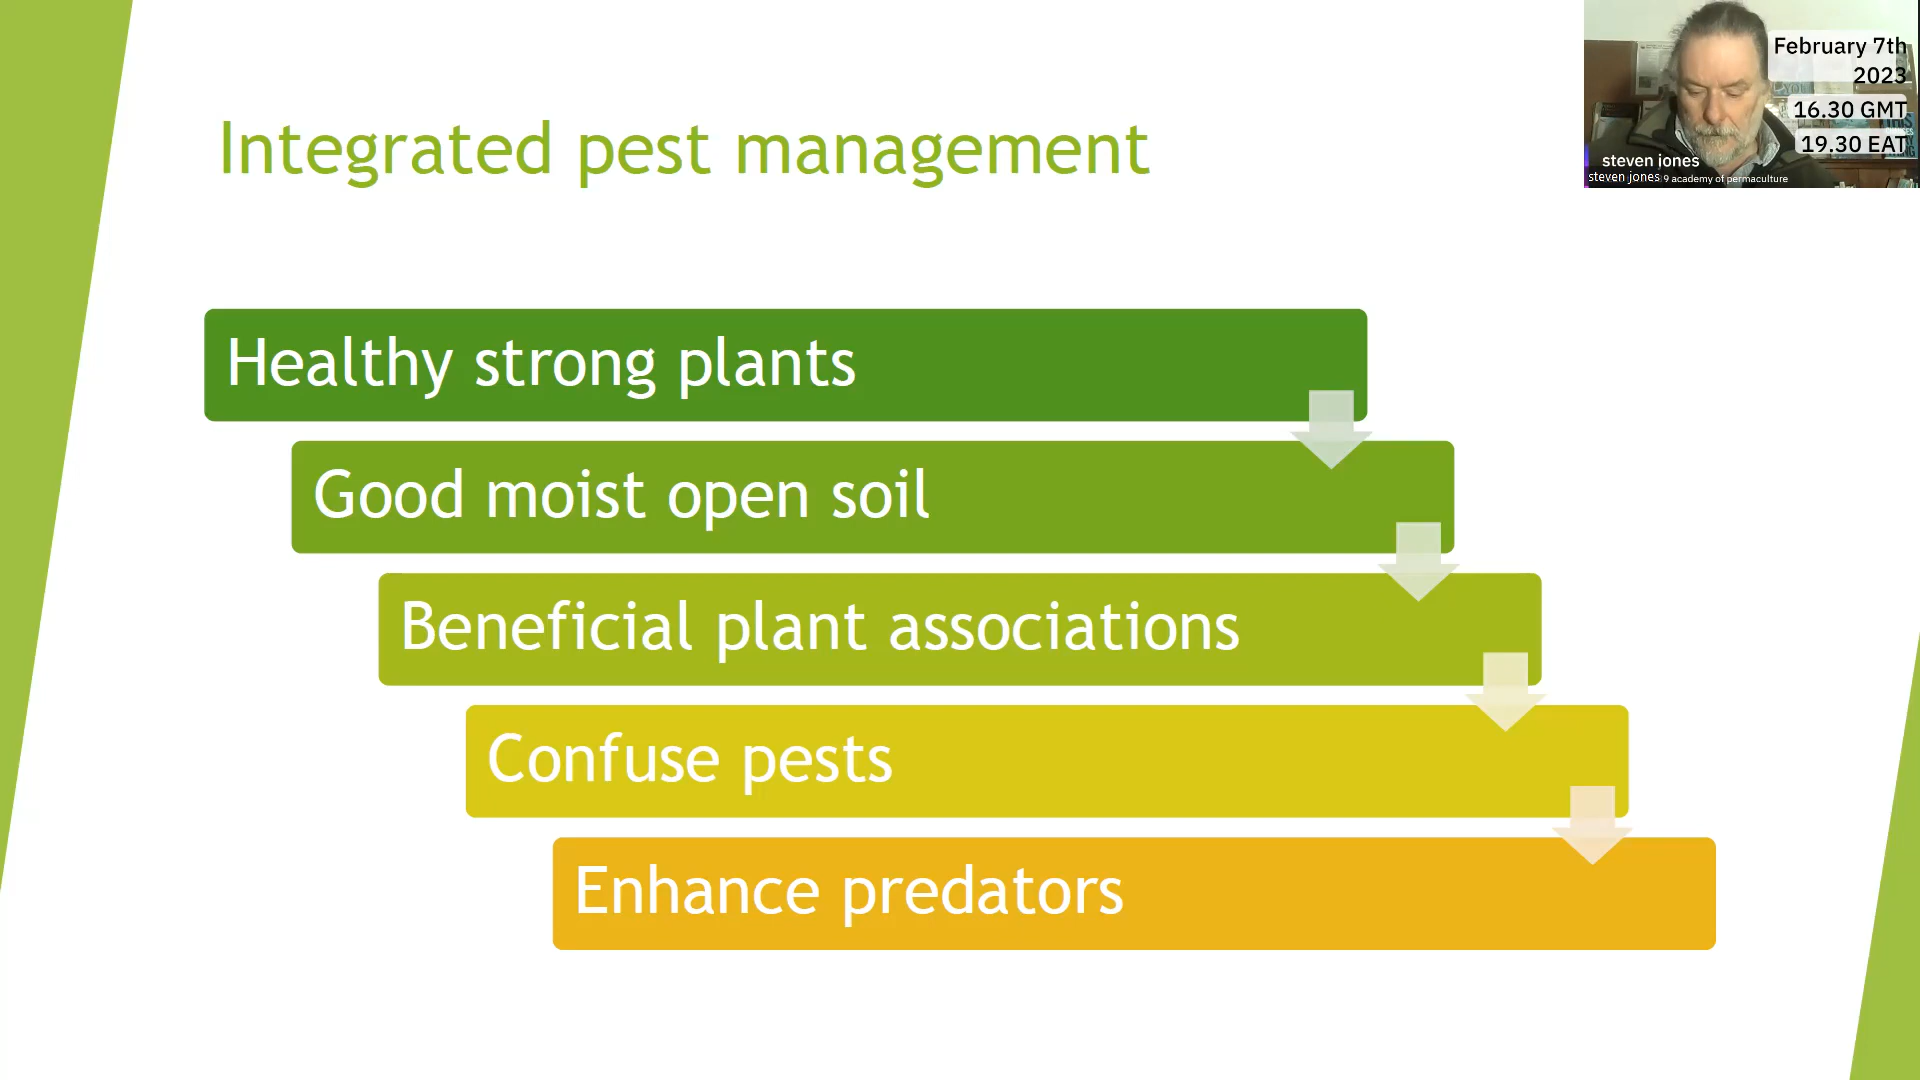 Integrated pest management
Healthy strong plants
Good moist open soil
Beneficial plant associations
Confuse pests
Enhance predators
February 7th
2023
16.30 GMT
19.30 EAT
steven jones
steven jones
9 academy of permaculture